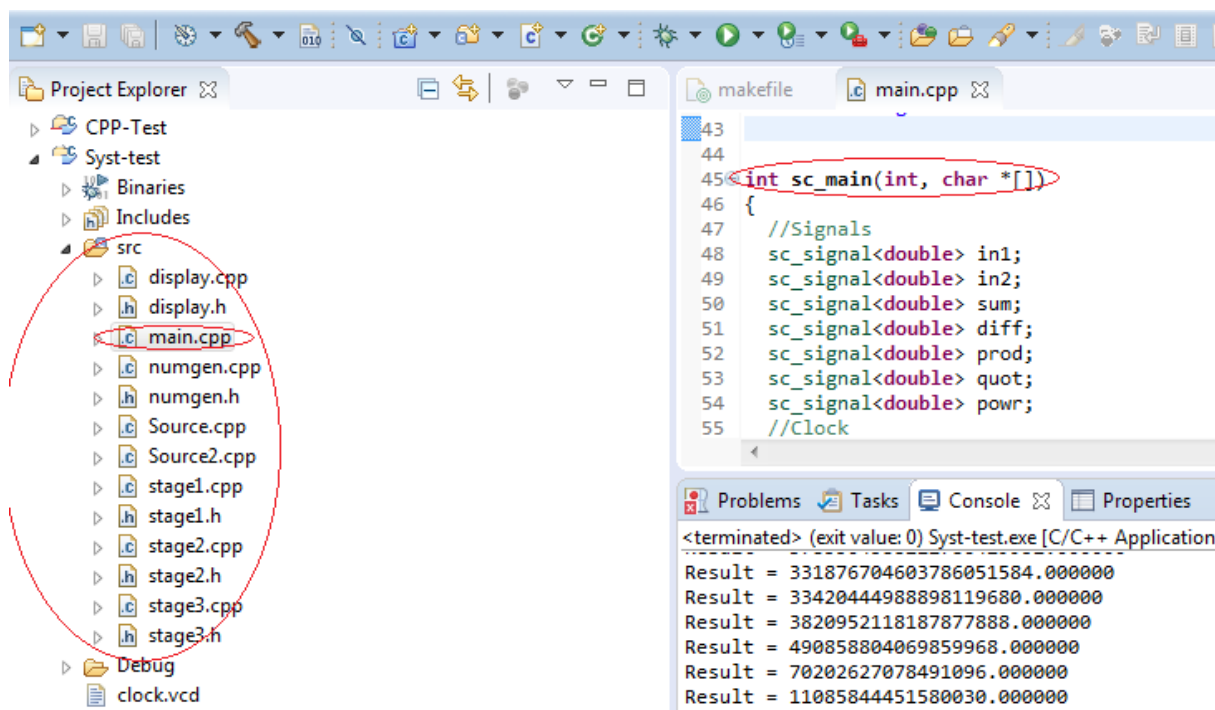 Project Explorer
CPP-Test
Syst-test
Binaries
Includes
src
.c display.cpp
.h display.h
.c main.cpp
.c numgen.cpp
.h numgen.h
.c Source.cpp
.c Source2.cpp
.c stage1.cpp
.h stage1.h
.c stage2.cpp
.h stage2.h
.c stage3.cpp
.h stage3.h
Debug
clock.vcd
makefile
.c main.cpp
43
44
45 int sc_main(int, char *[])
46 {
47 //Signals
48 sc_signal<double> in1;
49 sc_signal<double> in2;
50 sc_signal<double> sum;
51 sc_signal<double> diff;
52 sc_signal<double> prod;
53 sc_signal<double> quot;
54 sc_signal<double> powr;
55 //Clock
Problems Tasks Console Properties
<terminated> (exit value: 0) Syst-test.exe [C/C++ Application
Result = 331876704603786051584.000000
Result = 33420444988898119680.000000
Result = 3820952118187877888.000000
Result = 490858804069859968.000000
Result = 70202627078491096.000000
Result = 11085844451580030.000000